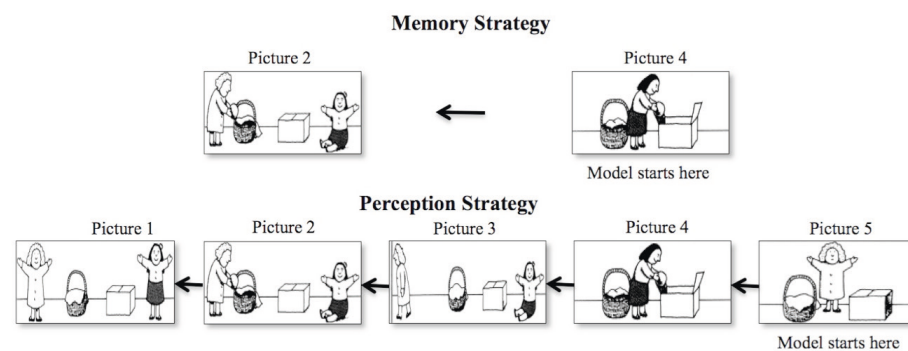 Memory Strategy
Picture 2 Picture 4
Model starts here
Perception Strategy
Picture 1 Picture 2 Picture 3 Picture 4 Picture 5
Model starts here